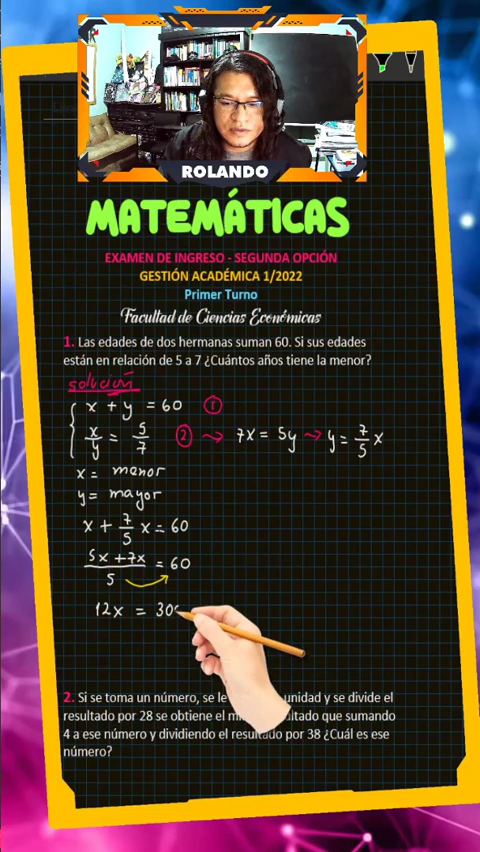 ROLANDO
MATEMÁTICAS
EXAMEN DE INGRESO - SEGUNDA OPCIÓN
GESTIÓN ACADÉMICA 1/2022
Primer Turno
Facultad de Ciencias Económicas
1. Las edades de dos hermanas suman 60. Si sus edades
están en relación de 5 a 7 ¿Cuántos años tiene la menor?
solución
x + y = 60 ①
x/y = 5/7 ② → 7x = 5y → y = 7/5 x
x = menor
y = mayor
x + 7/5 x = 60
(5x + 7x)/5 = 60
12x = 30
2. Si se toma un número, se le unidad y se divide el
resultado por 28 se obtiene el sultado que sumando
4 a ese número y dividiendo el resultado por 38 ¿Cuál es ese
número?